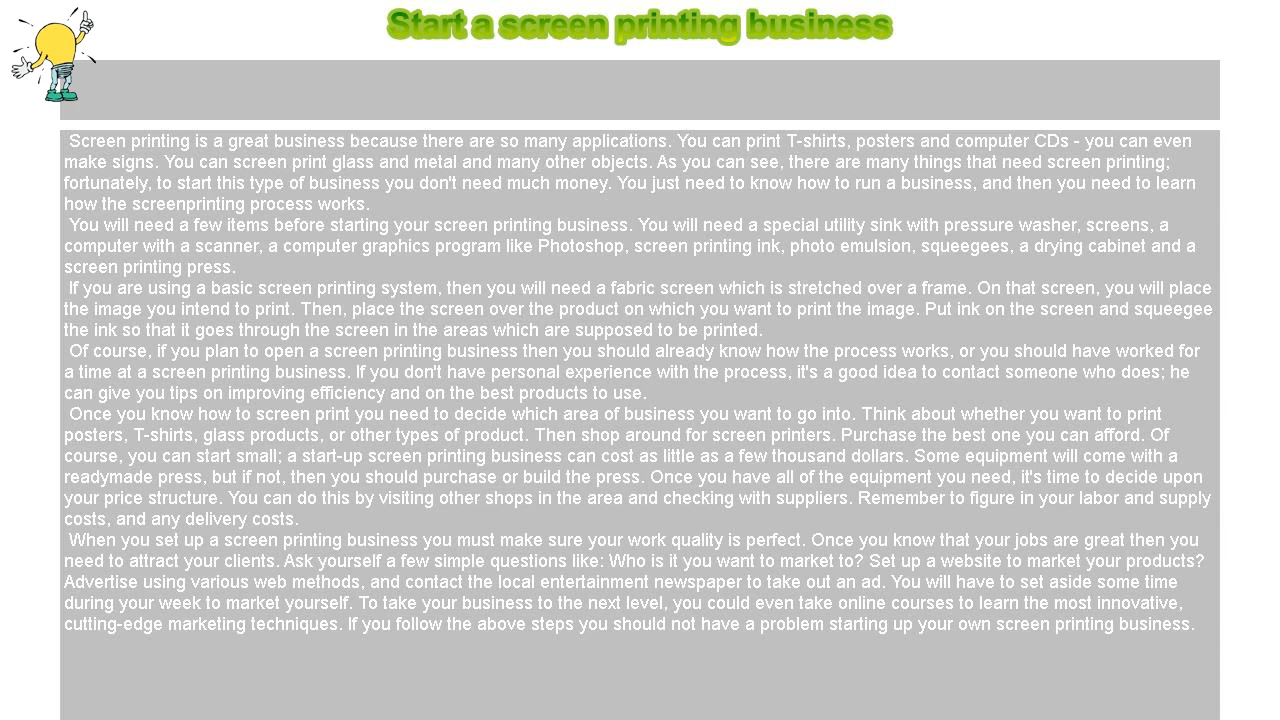 Start a screen printing business
Screen printing is a great business because there are so many applications. You can print T-shirts, posters and computer CDs - you can even
make signs. You can screen print glass and metal and many other objects. As you can see, there are many things that need screen printing;
fortunately, to start this type of business you don't need much money. You just need to know how to run a business, and then you need to learn
how the screenprinting process works.
You will need a few items before starting your screen printing business. You will need a special utility sink with pressure washer, screens, a
computer with a scanner, a computer graphics program like Photoshop, screen printing ink, photo emulsion, squeegees, a drying cabinet and a
screen printing press.
If you are using a basic screen printing system, then you will need a fabric screen which is stretched over a frame. On that screen, you will place
the image you intend to print. Then, place the screen over the product on which you want to print the image. Put ink on the screen and squeegee
the ink so that it goes through the screen in the areas which are supposed to be printed.
Of course, if you plan to open a screen printing business then you should already know how the process works, or you should have worked for
a time at a screen printing business. If you don't have personal experience with the process, it's a good idea to contact someone who does; he
can give you tips on improving efficiency and on the best products to use.
Once you know how to screen print you need to decide which area of business you want to go into. Think about whether you want to print
posters, T-shirts, glass products, or other types of product. Then shop around for screen printers. Purchase the best one you can afford. Of
course, you can start small; a start-up screen printing business can cost as little as a few thousand dollars. Some equipment will come with a
readymade press, but if not, then you should purchase or build the press. Once you have all of the equipment you need, it's time to decide upon
your price structure. You can do this by visiting other shops in the area and checking with suppliers. Remember to figure in your labor and supply
costs, and any delivery costs.
When you set up a screen printing business you must make sure your work quality is perfect. Once you know that your jobs are great then you
need to attract your clients. Ask yourself a few simple questions like: Who is it you want to market to? Set up a website to market your products?
Advertise using various web methods, and contact the local entertainment newspaper to take out an ad. You will have to set aside some time
during your week to market yourself. To take your business to the next level, you could even take online courses to learn the most innovative,
cutting-edge marketing techniques. If you follow the above steps you should not have a problem starting up your own screen printing business.